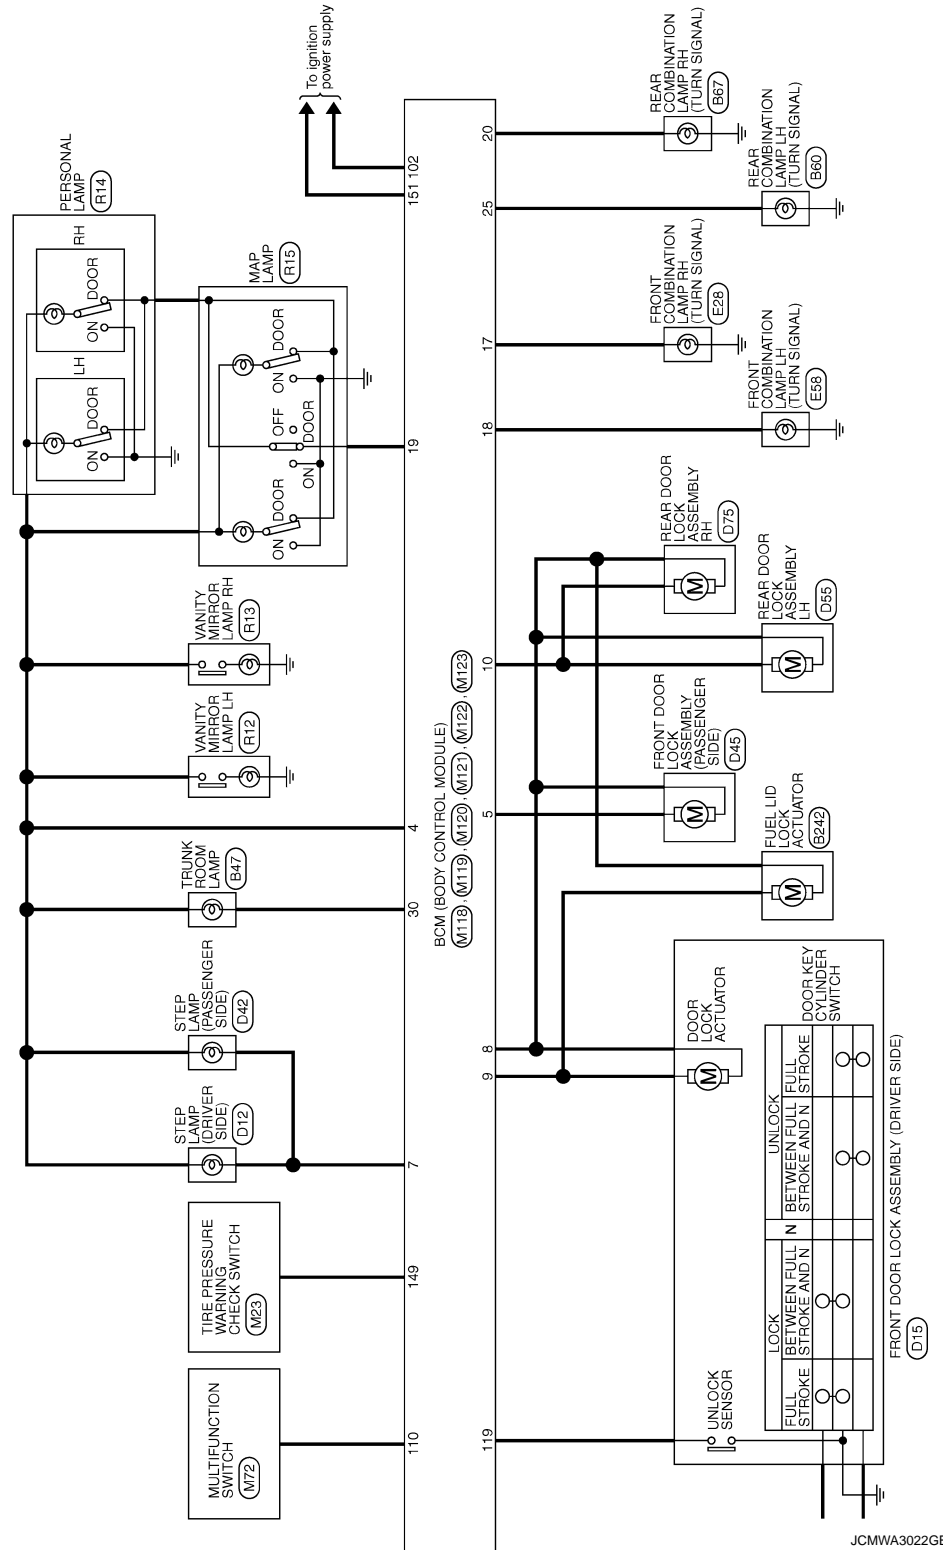 To ignition
power supply
PERSONAL
LAMP
R14
RH
DOOR
ON
LH
DOOR
ON
MAP
LAMP
R15
DOOR
ON
OFF
DOOR
ON
DOOR
ON
VANITY
MIRROR
LAMP RH
R13
VANITY
MIRROR
LAMP LH
R12
TRUNK
ROOM
LAMP
B47
STEP
LAMP
(PASSENGER
SIDE)
D42
STEP
LAMP
(DRIVER
SIDE)
D12
TIRE PRESSURE
WARNING
CHECK SWITCH
M23
MULTIFUNCTION
SWITCH
M72
151 102
19
4
30
7
149
110
BCM (BODY CONTROL MODULE)
M118 , M119 , M120 , M121 , M122 , M123
20
25
17
18
10
5
8
9
119
REAR
COMBINATION
LAMP RH
(TURN SIGNAL)
B67
REAR
COMBINATION
LAMP LH
(TURN SIGNAL)
B60
FRONT
COMBINATION
LAMP RH
(TURN SIGNAL)
E28
FRONT
COMBINATION
LAMP LH
(TURN SIGNAL)
E58
REAR DOOR
LOCK
ASSEMBLY
RH
D75
M
REAR DOOR
LOCK
ASSEMBLY
LH
D55
M
FRONT DOOR
LOCK
ASSEMBLY
(PASSENGER
SIDE)
D45
M
FUEL LID
LOCK
ACTUATOR
B242
M
DOOR
LOCK
ACTUATOR
M
DOOR KEY
CYLINDER
SWITCH
UNLOCK
FULL
STROKE
BETWEEN FULL
STROKE AND N
N
LOCK
BETWEEN FULL
STROKE AND N
FULL
STROKE
UNLOCK
SENSOR
FRONT DOOR LOCK ASSEMBLY (DRIVER SIDE)
D15